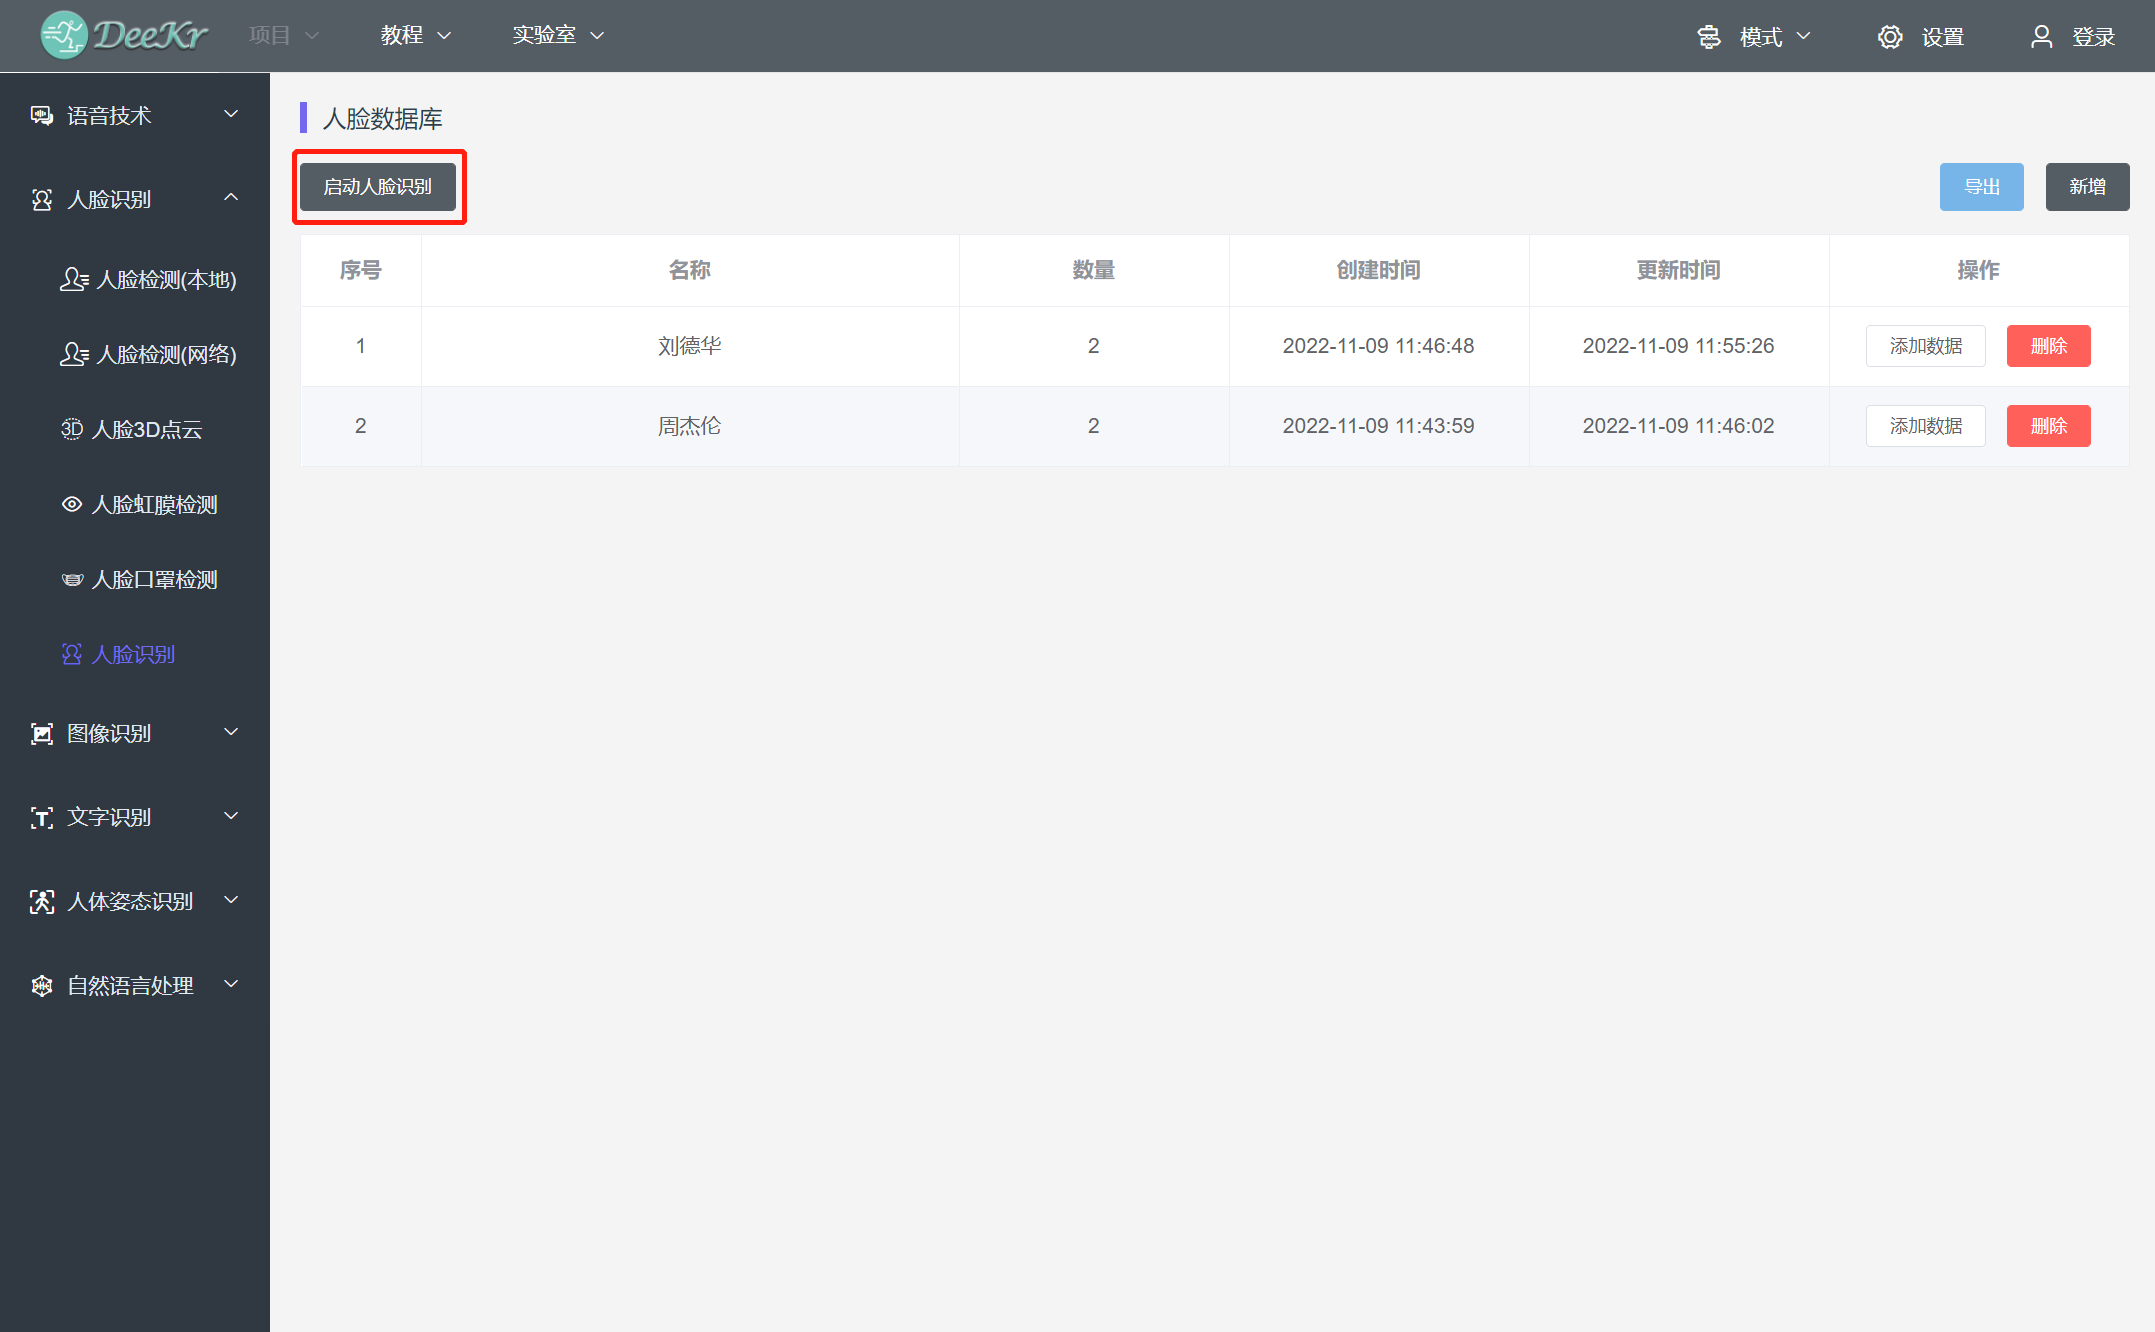 DeeKr 项目 教程 实验室 模式 设置 登录
语音技术
人脸识别
人脸检测(本地)
人脸检测(网络)
3D 人脸3D点云
人脸虹膜检测
人脸口罩检测
人脸识别
图像识别
T 文字识别
人体姿态识别
自然语言处理
人脸数据库
启动人脸识别 导出 新增
序号 名称 数量 创建时间 更新时间 操作
1 刘德华 2 2022-11-09 11:46:48 2022-11-09 11:55:26 添加数据 删除
2 周杰伦 2 2022-11-09 11:43:59 2022-11-09 11:46:02 添加数据 删除